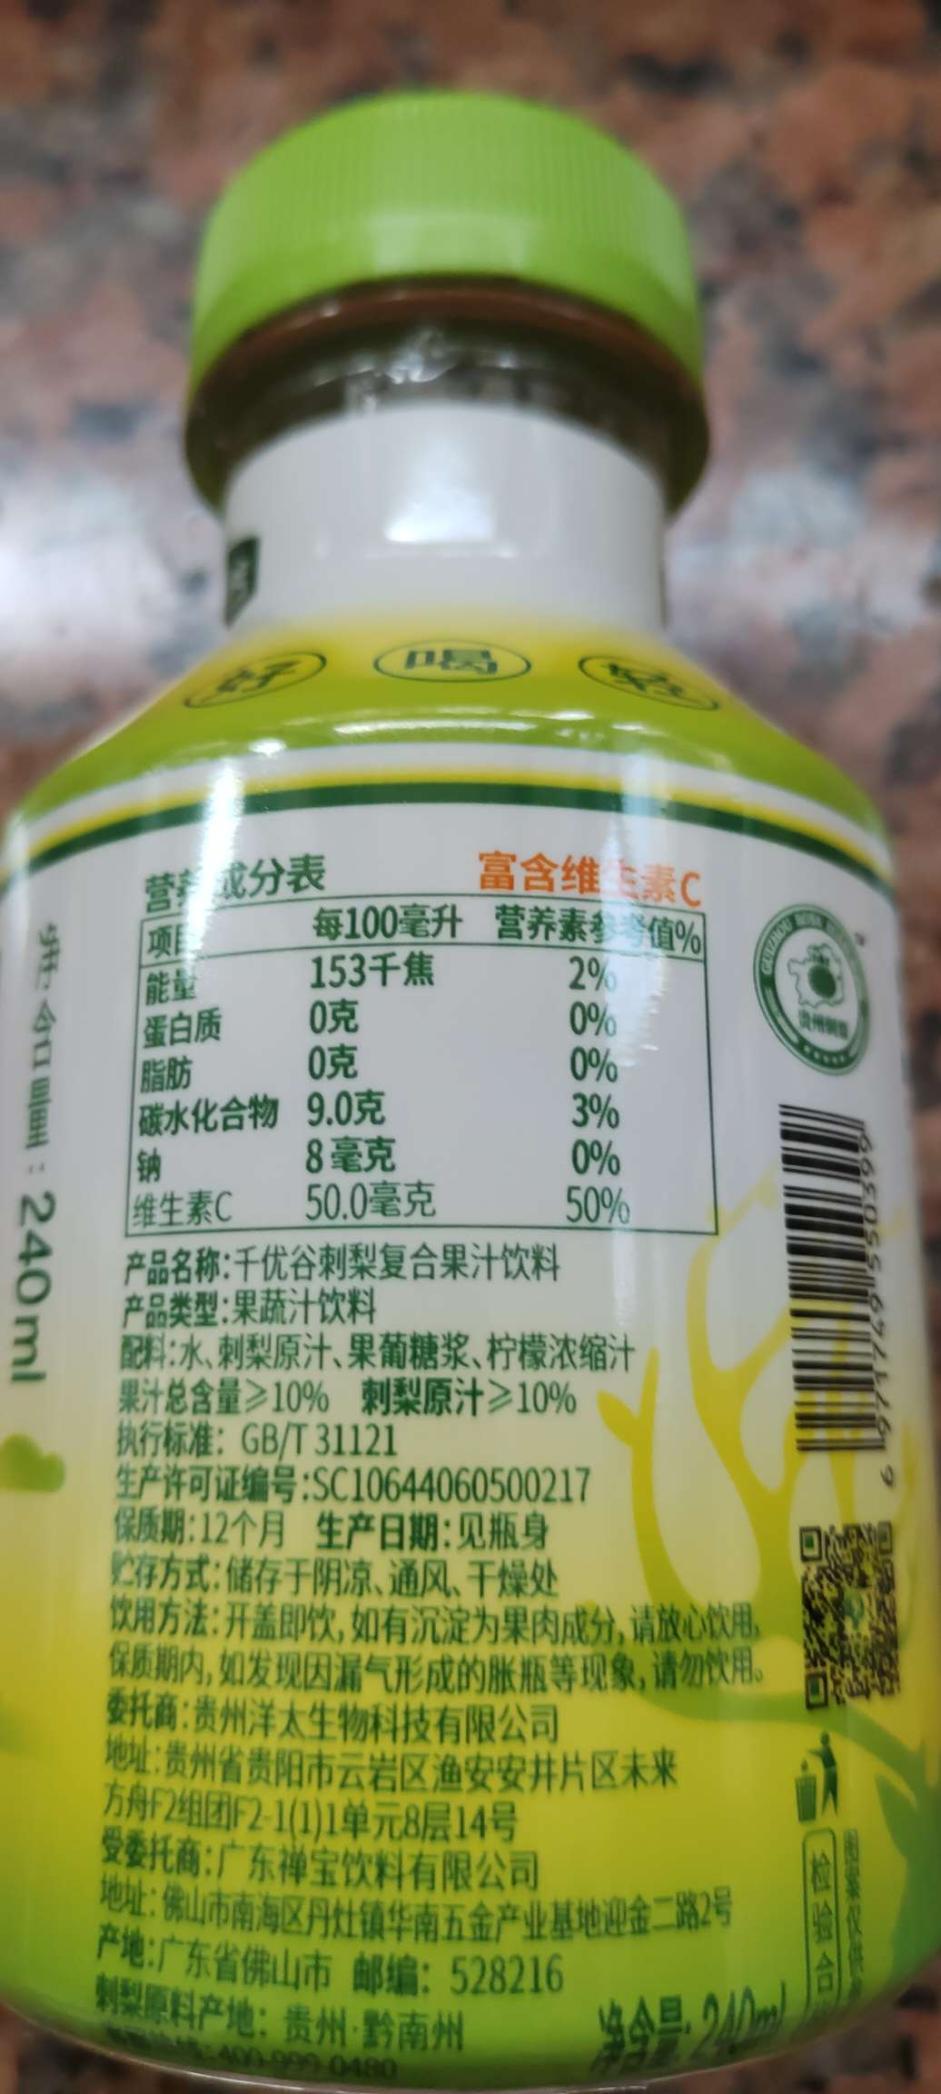 好 喝
净含量：240ml
营养成分表 富含维生素C
项目 每100毫升 营养素参考值%
能量 153千焦 2%
蛋白质 0克 0%
脂肪 0克 0%
碳水化合物 9.0克 3%
钠 8毫克 0%
维生素C 50.0毫克 50%
产品名称:千优谷刺梨复合果汁饮料
产品类型:果蔬汁饮料
配料:水、刺梨原汁、果葡糖浆、柠檬浓缩汁
果汁总含量≥10% 刺梨原汁≥10%
执行标准: GB/T 31121
生产许可证编号:SC10644060500217
保质期:12个月 生产日期:见瓶身
贮存方式:储存于阴凉、通风、干燥处
饮用方法:开盖即饮,如有沉淀为果肉成分,请放心饮用。
保质期内,如发现因漏气形成的胀瓶等现象,请勿饮用。
委托商:贵州洋太生物科技有限公司
地址:贵州省贵阳市云岩区渔安安井片区未来
方舟F2组团F2-1(1)1单元8层14号
受委托商:广东禅宝饮料有限公司
地址:佛山市南海区丹灶镇华南五金产业基地迎金二路2号
产地:广东省佛山市 邮编: 528216
刺梨原料产地: 贵州·黔南州
400-999-0480
净含量: 240ml
检验合